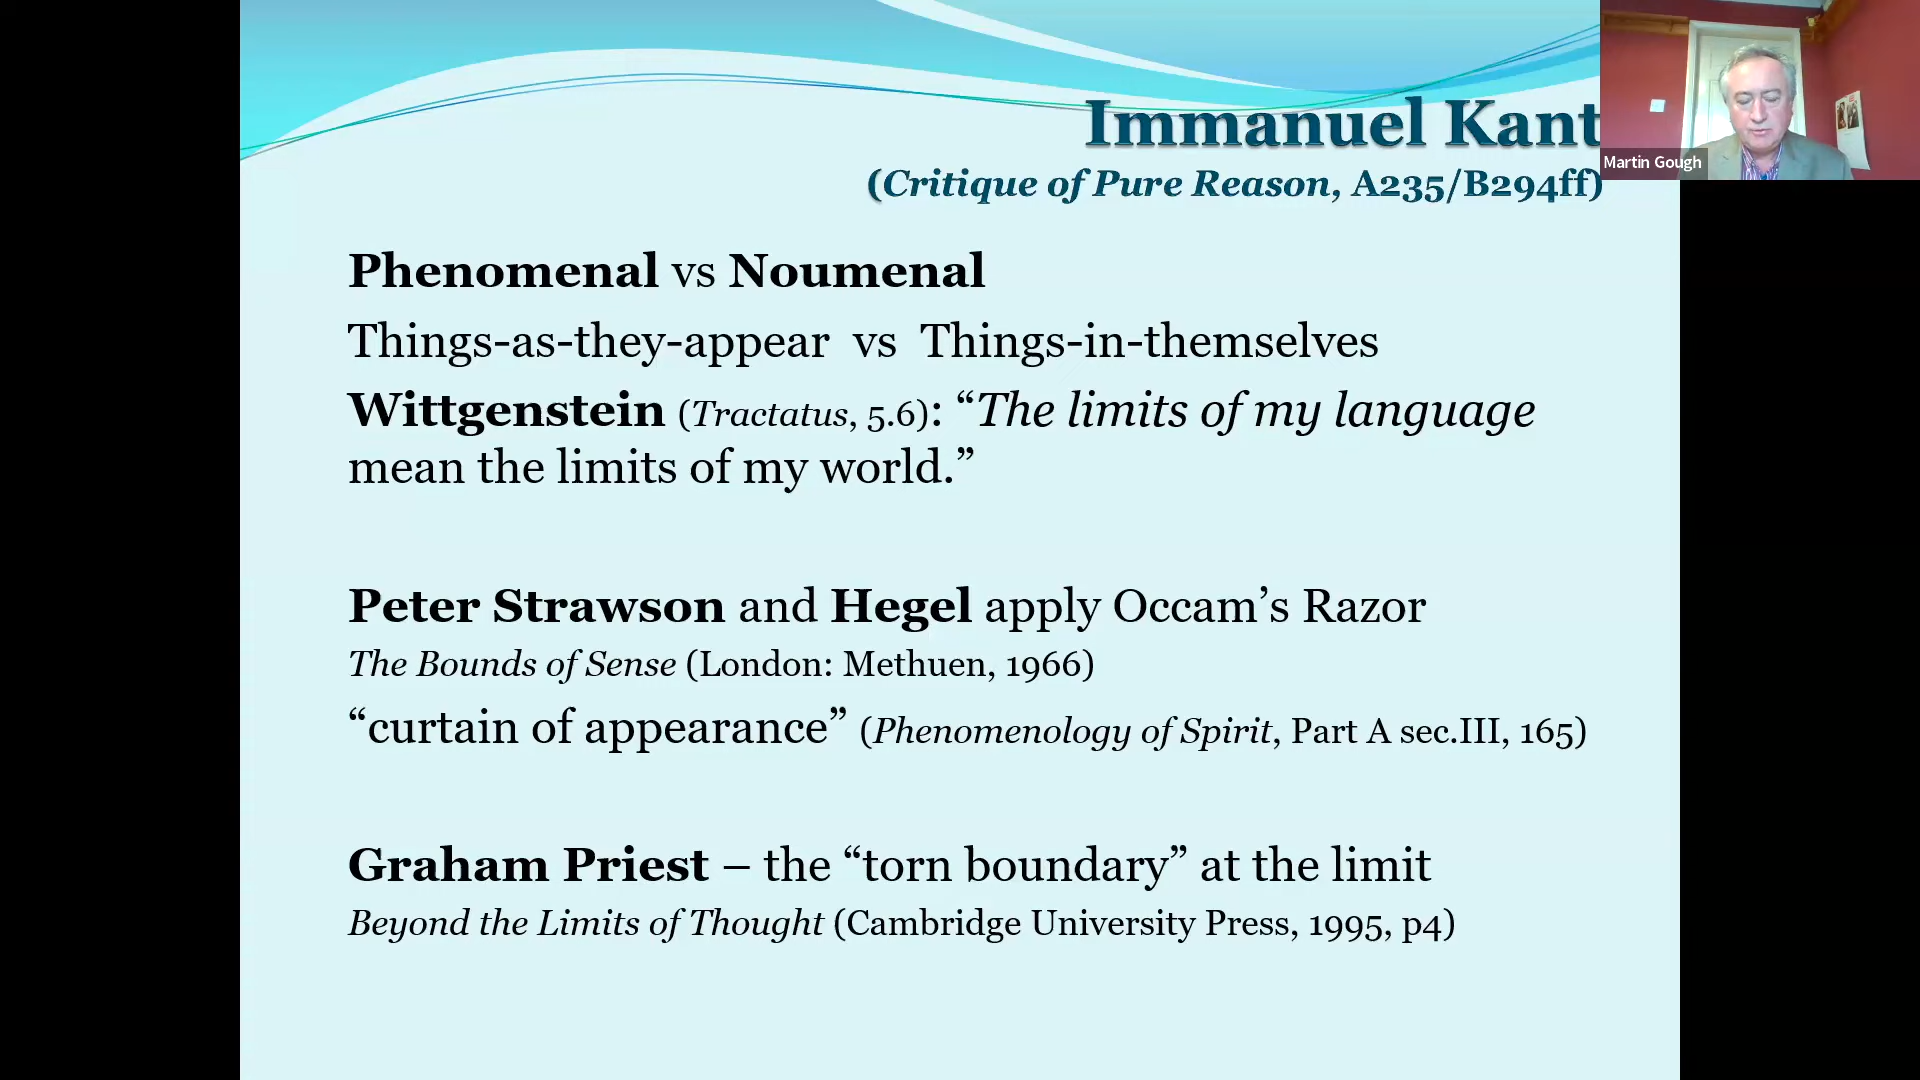 Immanuel Kant
(Critique of Pure Reason, A235/B294ff)
Martin Gough
Phenomenal vs Noumenal
Things-as-they-appear vs Things-in-themselves
Wittgenstein (Tractatus, 5.6): “The limits of my language
mean the limits of my world.”
Peter Strawson and Hegel apply Occam’s Razor
The Bounds of Sense (London: Methuen, 1966)
“curtain of appearance” (Phenomenology of Spirit, Part A sec.III, 165)
Graham Priest – the “torn boundary” at the limit
Beyond the Limits of Thought (Cambridge University Press, 1995, p4)